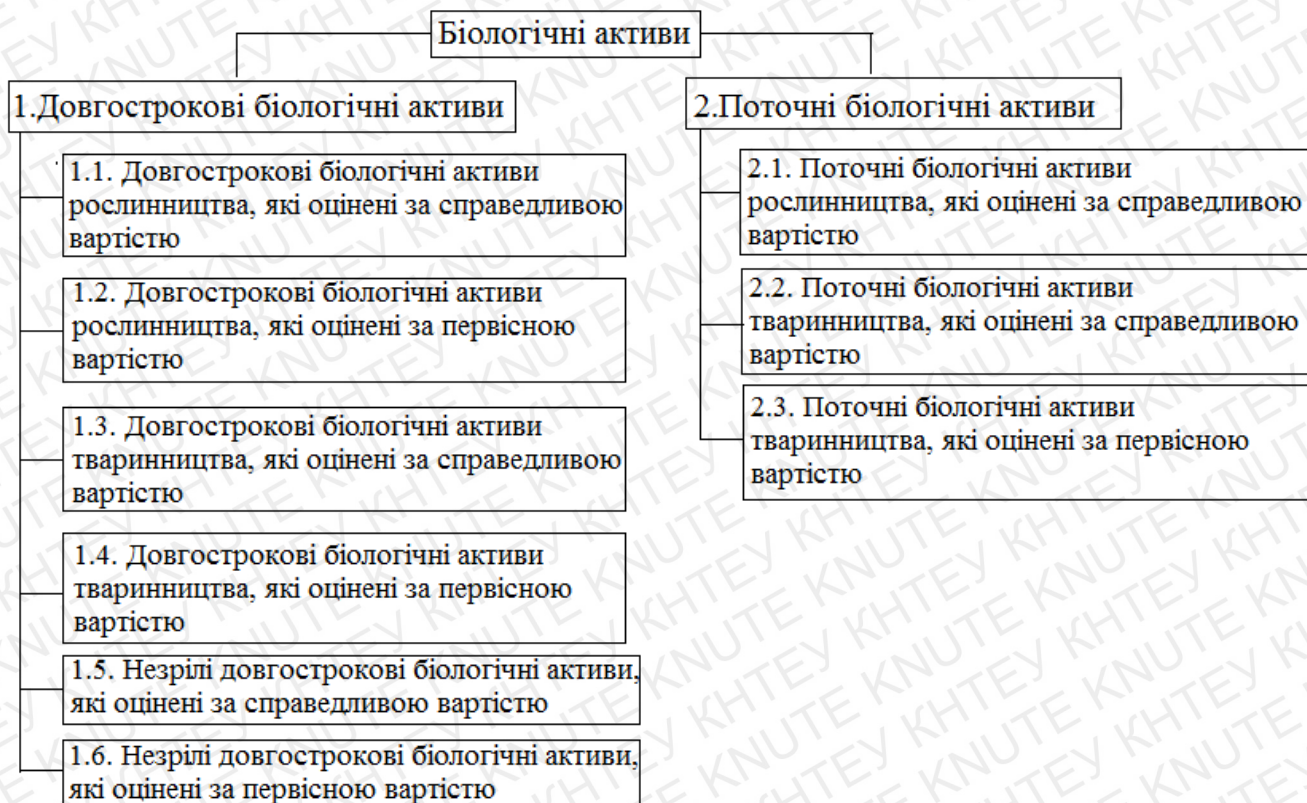 Біологічні активи
1.Довгострокові біологічні активи
1.1. Довгострокові біологічні активи
рослинництва, які оцінені за справедливою
вартістю
1.2. Довгострокові біологічні активи
рослинництва, які оцінені за первісною
вартістю
1.3. Довгострокові біологічні активи
тваринництва, які оцінені за справедливою
вартістю
1.4. Довгострокові біологічні активи
тваринництва, які оцінені за первісною
вартістю
1.5. Незрілі довгострокові біологічні активи,
які оцінені за справедливою вартістю
1.6. Незрілі довгострокові біологічні активи,
які оцінені за первісною вартістю
2.Поточні біологічні активи
2.1. Поточні біологічні активи
рослинництва, які оцінені за справедливою
вартістю
2.2. Поточні біологічні активи
тваринництва, які оцінені за справедливою
вартістю
2.3. Поточні біологічні активи
тваринництва, які оцінені за первісною
вартістю